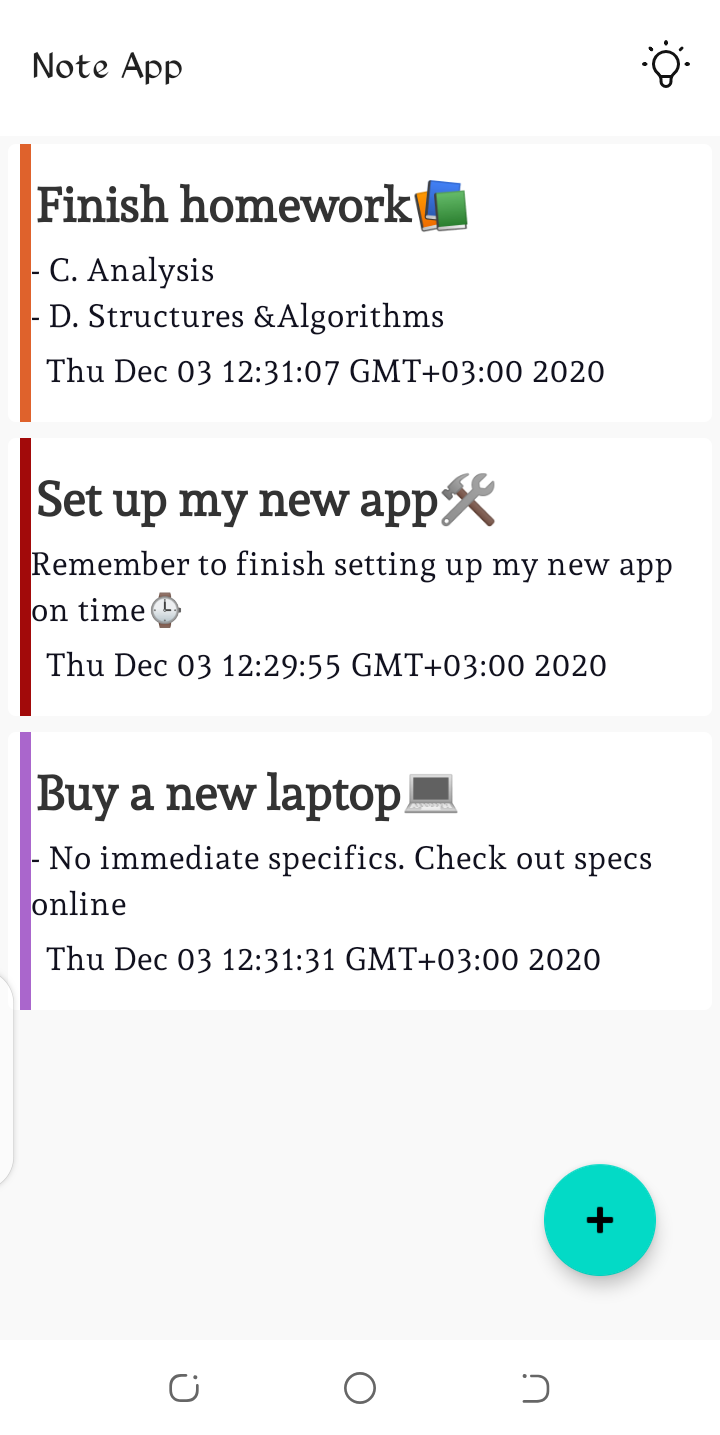 Note App
Finish homework📚
- C. Analysis
- D. Structures &Algorithms
Thu Dec 03 12:31:07 GMT+03:00 2020
Set up my new app🛠
Remember to finish setting up my new app
on time⌚
Thu Dec 03 12:29:55 GMT+03:00 2020
Buy a new laptop💻
- No immediate specifics. Check out specs
online
Thu Dec 03 12:31:31 GMT+03:00 2020